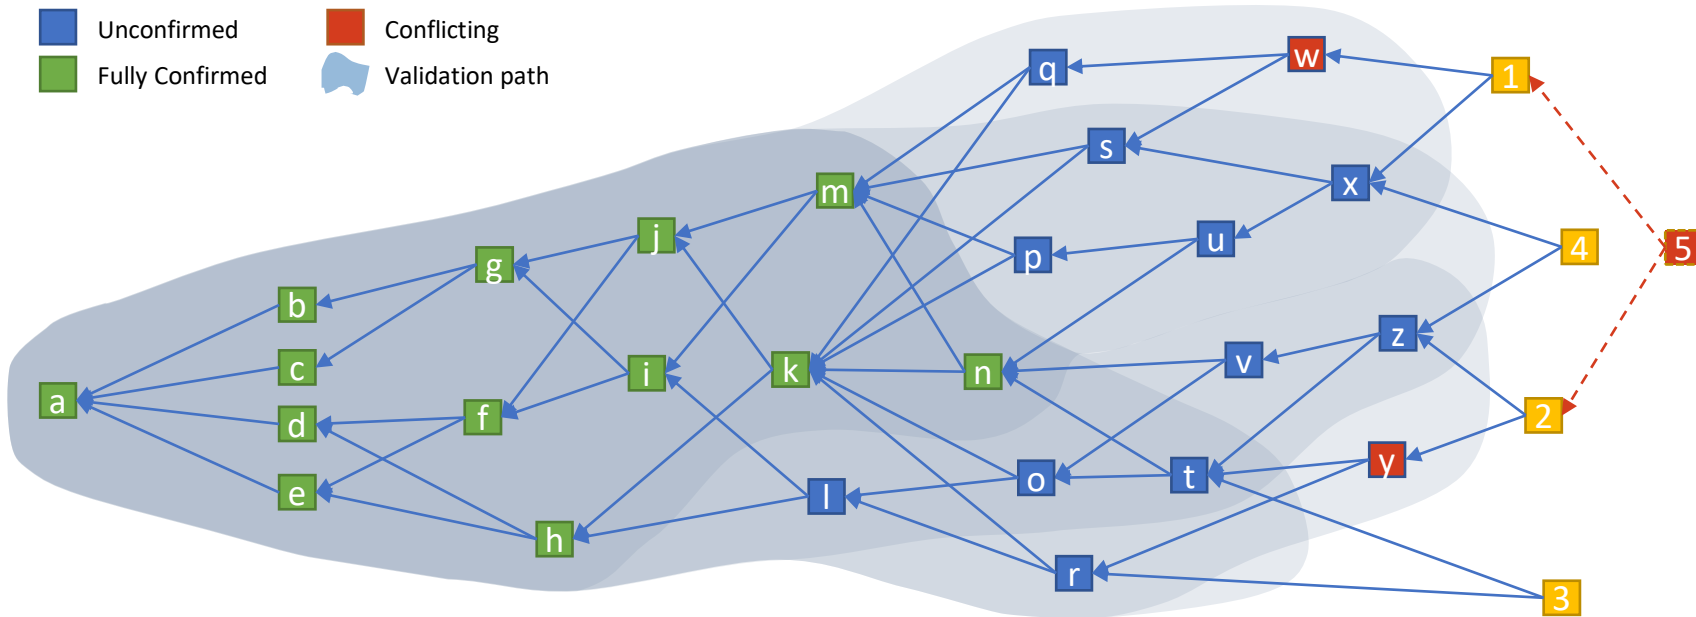 Unconfirmed
Conflicting
Fully Confirmed
Validation path
q
w
1
s
x
m
j
p
u
4
5
g
b
z
v
c
i
k
n
a
d
f
2
e
l
o
t
y
h
r
3